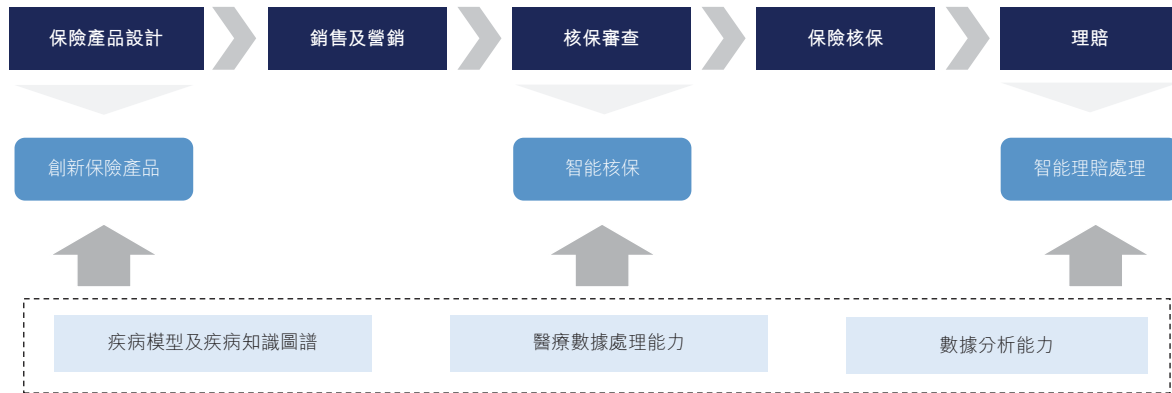 保險產品設計
銷售及營銷
核保審查
保險核保
理賠
創新保險產品
智能核保
智能理賠處理
疾病模型及疾病知識圖譜
醫療數據處理能力
數據分析能力